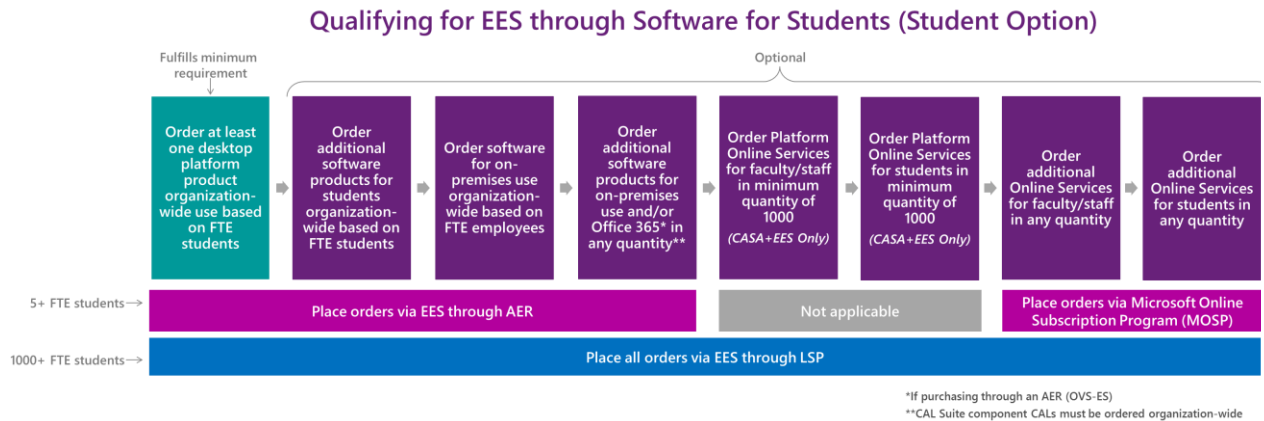 Qualifying for EES through Software for Students (Student Option)
Fulfills minimum
requirement
Optional
Order at least
one desktop
platform
product
organization-
wide use based
on FTE
students
Order
additional
software
products for
students
organization-
wide based on
FTE students
Order software
for on-
premises use
organization-
wide based on
FTE employees
Order
additional
software
products for
on-premises
use and/or
Office 365* in
any quantity**
Order Platform
Online Services
for faculty/staff
in minimum
quantity of
1000
(CASA+EES Only)
Order Platform
Online Services
for students in
minimum
quantity of
1000
(CASA+EES Only)
Order
additional
Online Services
for faculty/staff
in any quantity
Order
additional
Online Services
for students in
any quantity
5+ FTE students
Place orders via EES through AER
Not applicable
Place orders via Microsoft Online
Subscription Program (MOSP)
1000+ FTE students
Place all orders via EES through LSP
*If purchasing through an AER (OVS-ES)
**CAL Suite component CALs must be ordered organization-wide